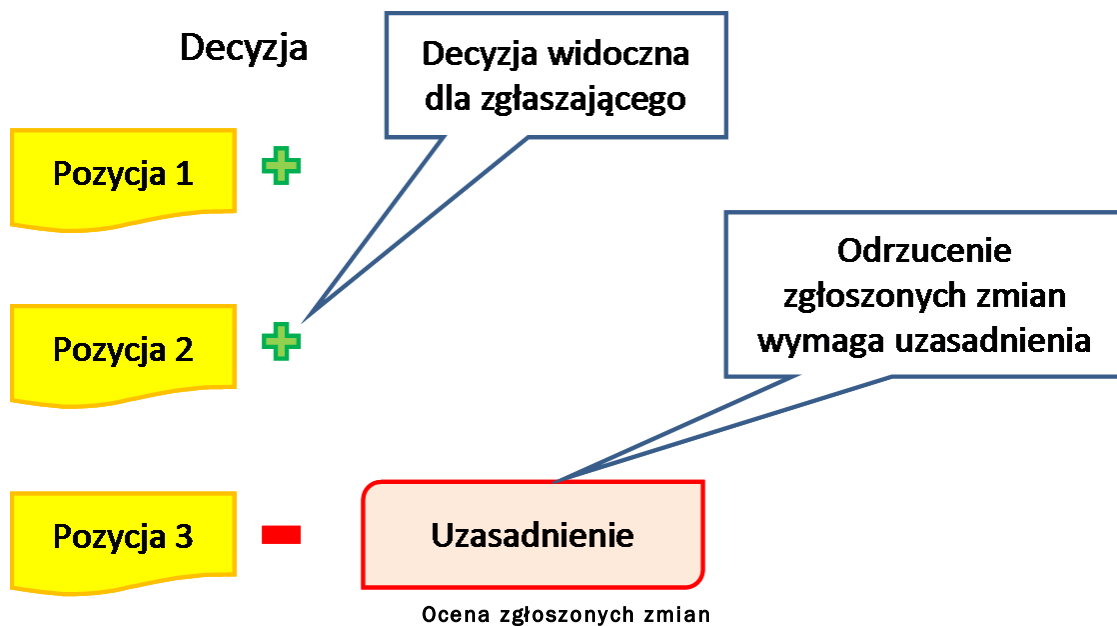 Decyzja
Decyzja widoczna
dla zgłaszającego
Pozycja 1
Pozycja 2
Odrzucenie
zgłoszonych zmian
wymaga uzasadnienia
Pozycja 3
Uzasadnienie
Ocena zgłoszonych zmian